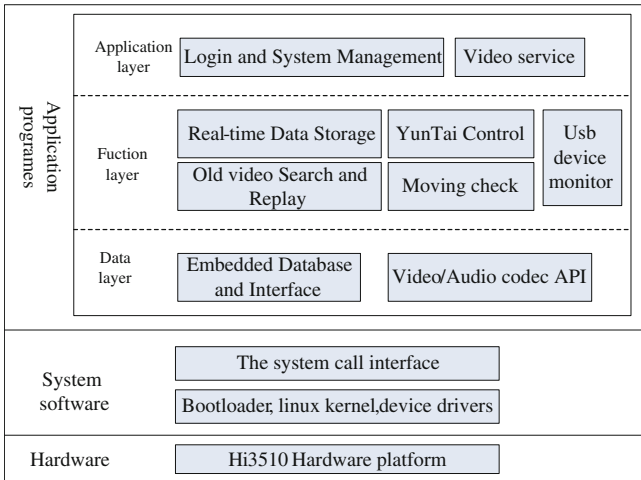 Application
programes
Application
layer
Login and System Management
Video service
Fuction
layer
Real-time Data Storage
YunTai Control
Usb
device
monitor
Old video Search and
Replay
Moving check
Data
layer
Embedded Database
and Interface
Video/Audio codec API
System
software
The system call interface
Bootloader, linux kernel,device drivers
Hardware
Hi3510 Hardware platform